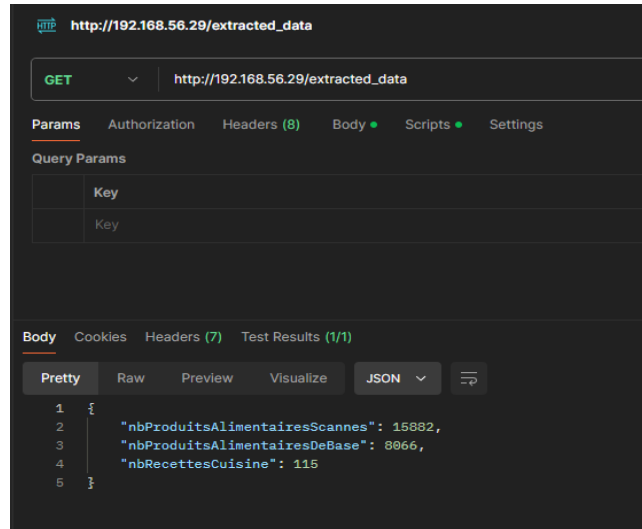 HTTP http://192.168.56.29/extracted_data
GET http://192.168.56.29/extracted_data
Params Authorization Headers (8) Body Scripts Settings
Query Params
Key
Key
Body Cookies Headers (7) Test Results (1/1)
Pretty Raw Preview Visualize JSON
1 {
2 "nbProduitsAlimentairesScannes": 15882,
3 "nbProduitsAlimentairesDeBase": 8066,
4 "nbRecettesCuisine": 115
5 }